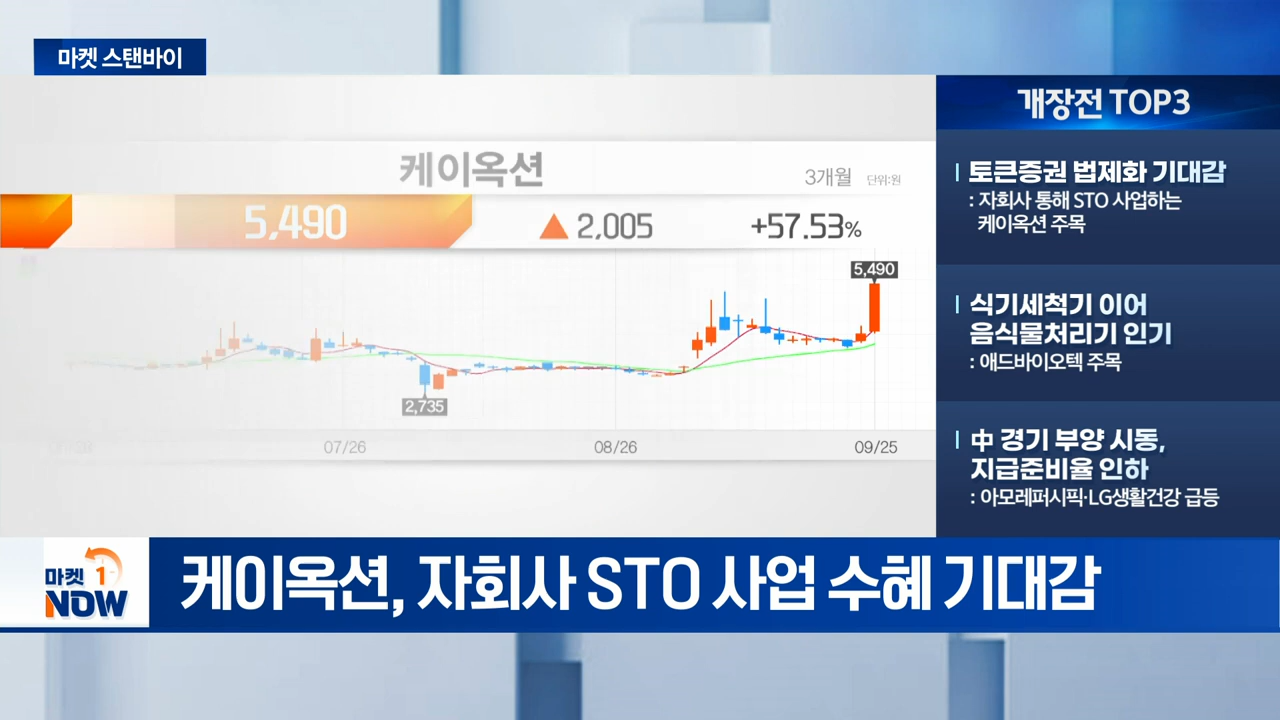 마켓 스탠바이
케이옥션
3개월 단위:원
5,490 ▲ 2,005 +57.53%
5,490
2,735
07/26 08/26 09/25
개장전 TOP3
토큰증권 법제화 기대감
: 자회사 통해 STO 사업하는
케이옥션 주목
식기세척기 이어
음식물처리기 인기
: 애드바이오텍 주목
中 경기 부양 시동,
지급준비율 인하
: 아모레퍼시픽·LG생활건강 급등
마켓 1
NOW
케이옥션, 자회사 STO 사업 수혜 기대감